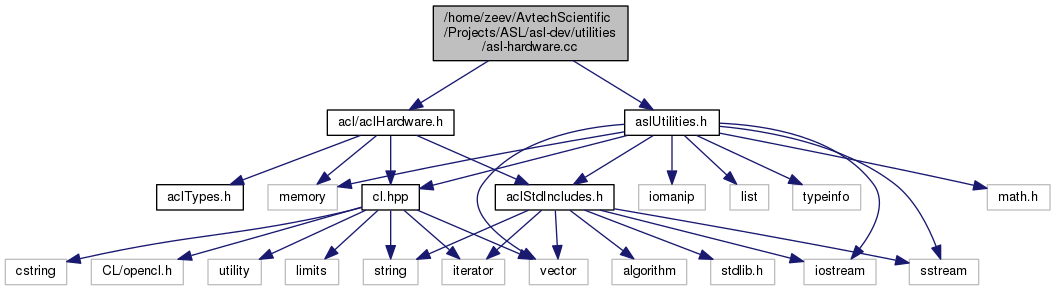 /home/zeev/AvtechScientific
/Projects/ASL/asl-dev/utilities
/asl-hardware.cc
acl/aclHardware.h
aslUtilities.h
aclTypes.h
memory
cl.hpp
aclStdIncludes.h
iomanip
list
typeinfo
math.h
cstring
CL/opencl.h
utility
limits
string
iterator
vector
algorithm
stdlib.h
iostream
sstream